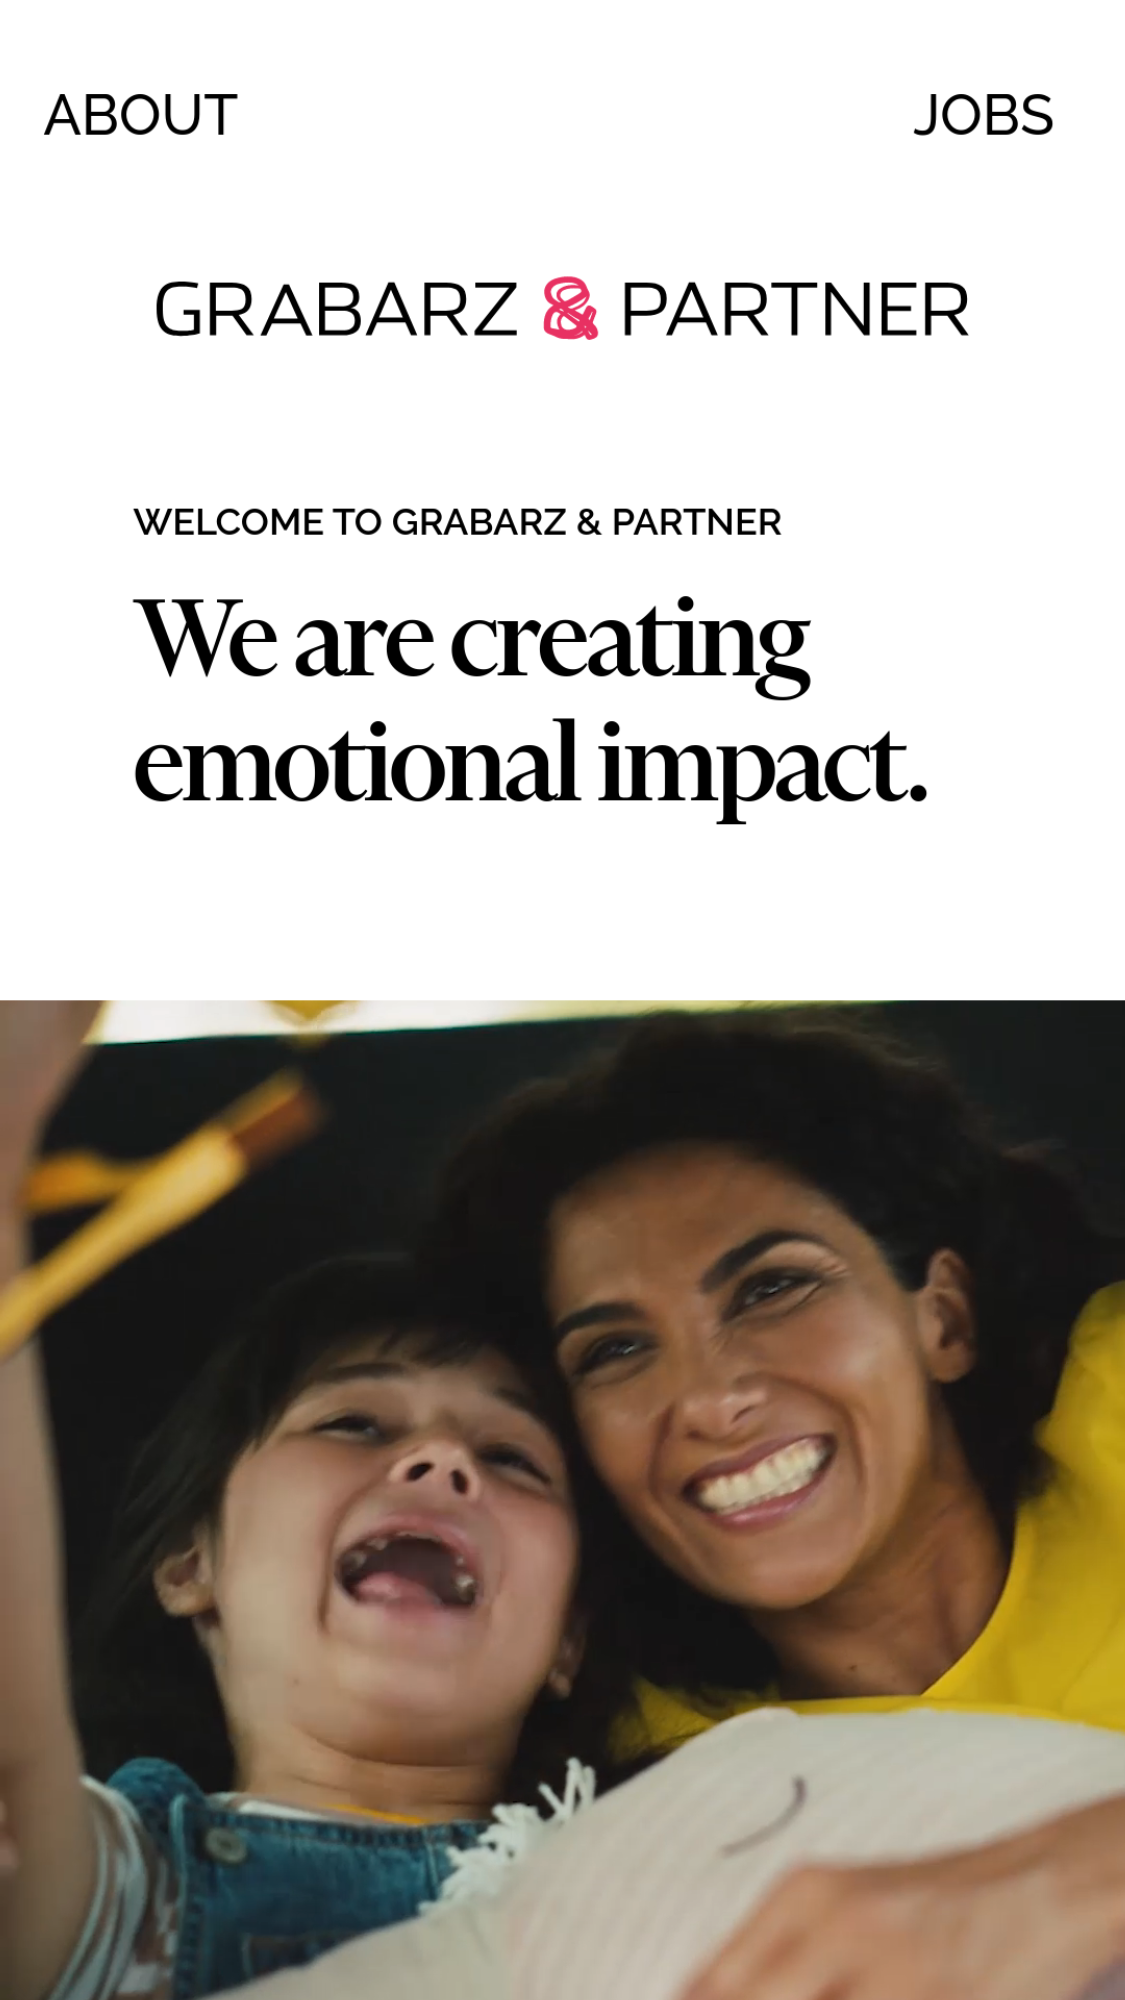 ABOUT
JOBS
GRABARZ & PARTNER
WELCOME TO GRABARZ & PARTNER
We are creating
emotional impact.